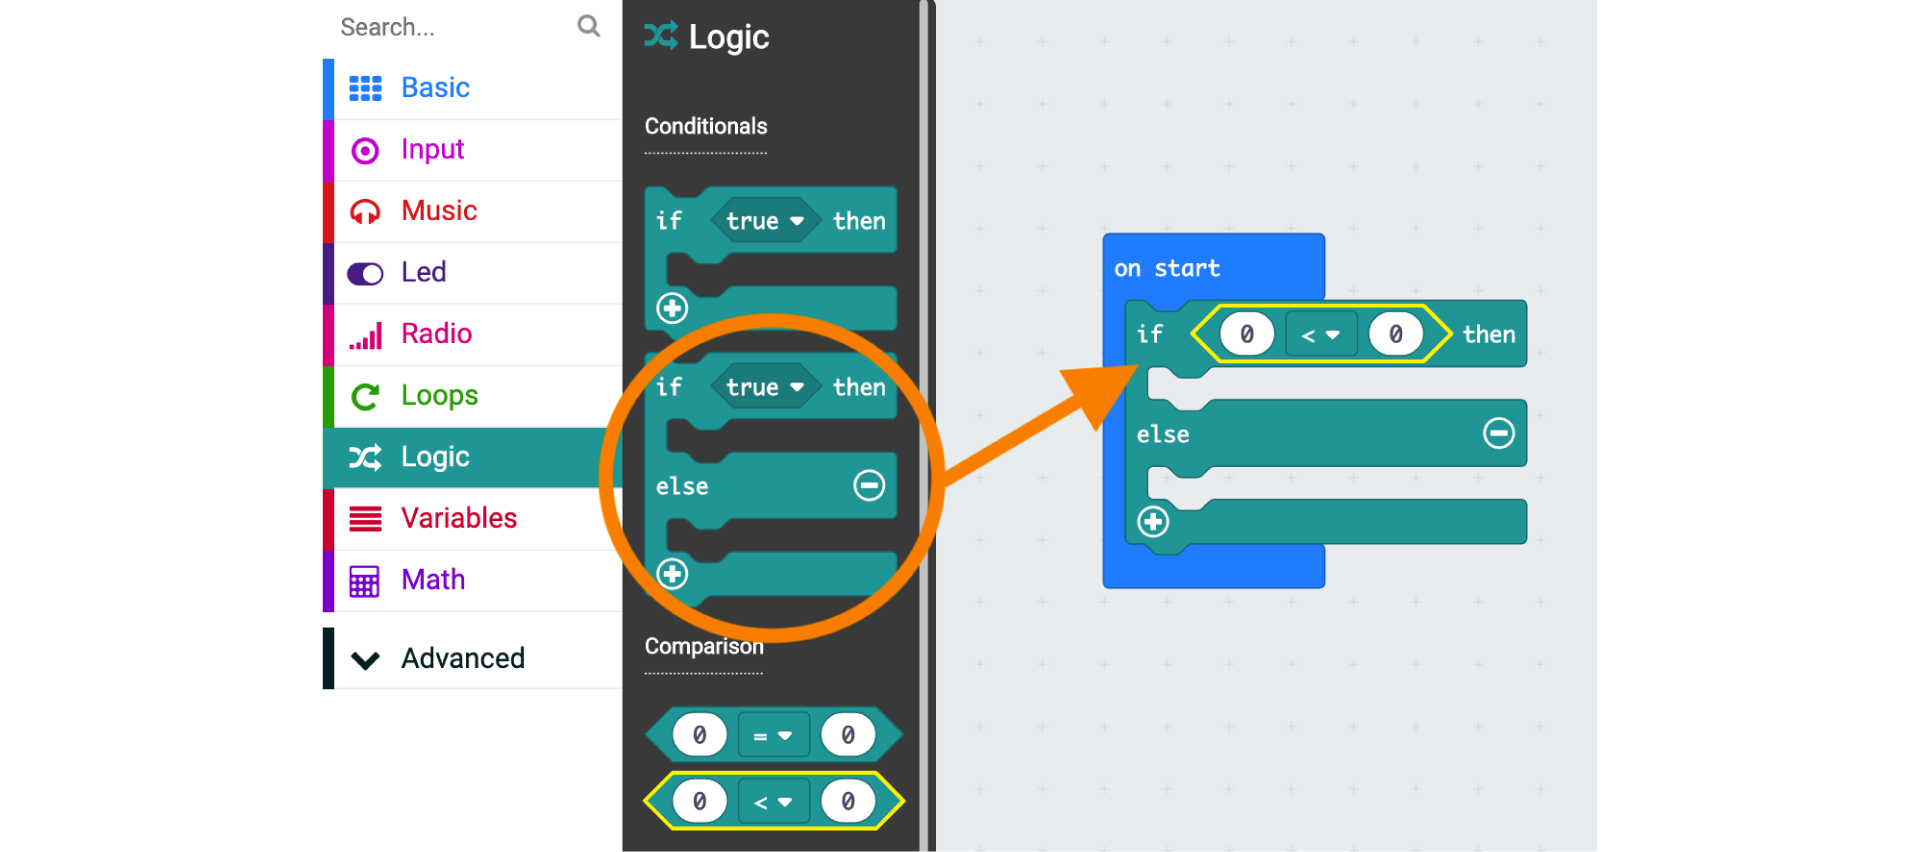 Search...
Basic
Input
Music
Led
Radio
Loops
Logic
Variables
Math
Advanced
Logic
Conditionals
if true then
if true then
else
Comparison
0 = 0
0 < 0
on start
if 0 < 0 then
else